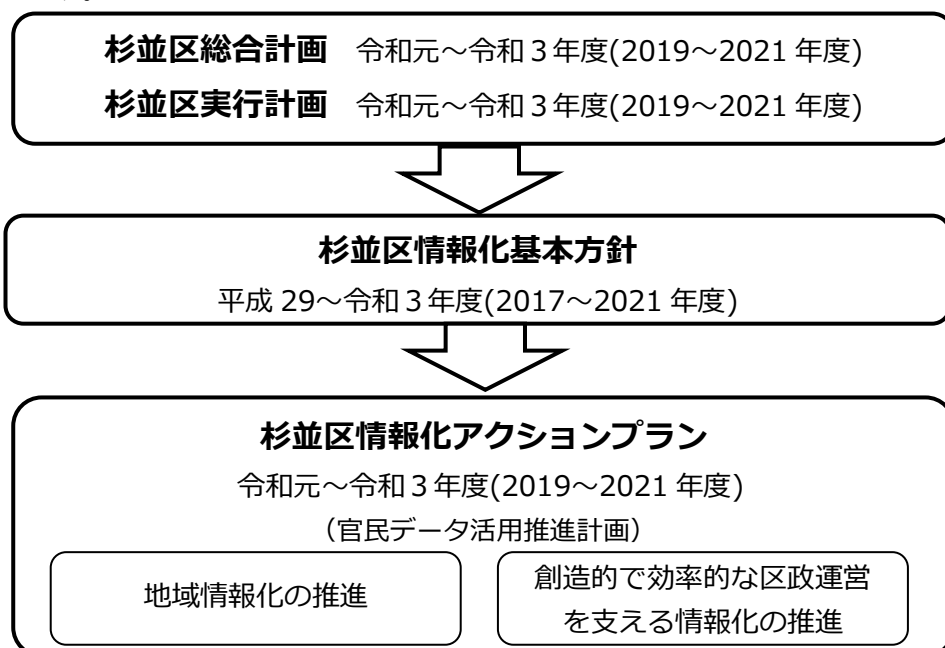 杉並区総合計画 令和元～令和３年度(2019～2021 年度)
杉並区実行計画 令和元～令和３年度(2019～2021 年度)
杉並区情報化基本方針
平成 29～令和３年度(2017～2021 年度)
杉並区情報化アクションプラン
令和元～令和３年度(2019～2021 年度)
（官民データ活用推進計画）
地域情報化の推進
創造的で効率的な区政運営
を支える情報化の推進